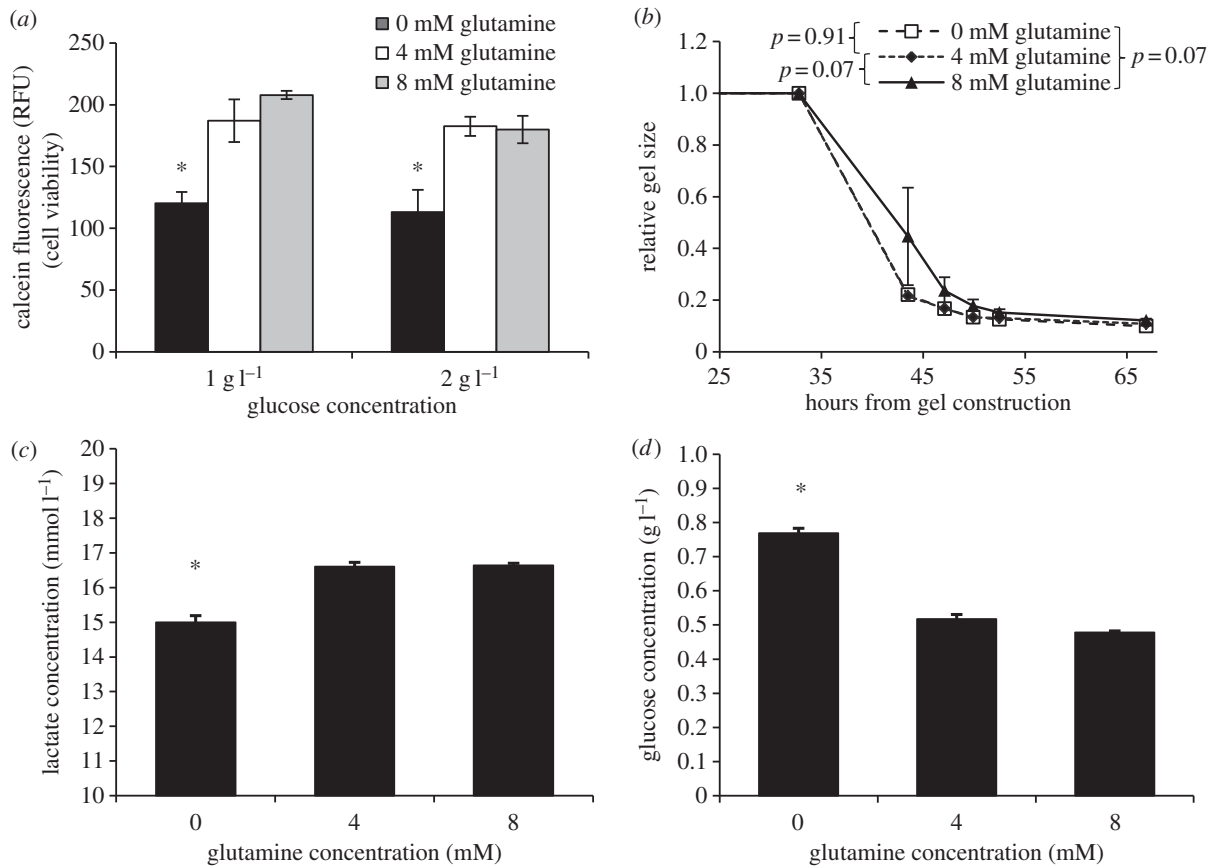 (a)
0 mM glutamine
4 mM glutamine
8 mM glutamine
250
200
150
100
50
0
calcein fluorescence (RFU)
(cell viability)
*
*
1 g l⁻¹
2 g l⁻¹
glucose concentration
(b)
0 mM glutamine
4 mM glutamine
8 mM glutamine
p = 0.91
p = 0.07
p = 0.07
1.2
1.0
0.8
0.6
0.4
0.2
0
relative gel size
25
35
45
55
65
hours from gel construction
(c)
20
19
18
17
16
15
14
13
12
11
10
lactate concentration (mmol l⁻¹)
*
0
4
8
glutamine concentration (mM)
(d)
1.0
0.9
0.8
0.7
0.6
0.5
0.4
0.3
0.2
0.1
0
glucose concentration (g l⁻¹)
*
0
4
8
glutamine concentration (mM)